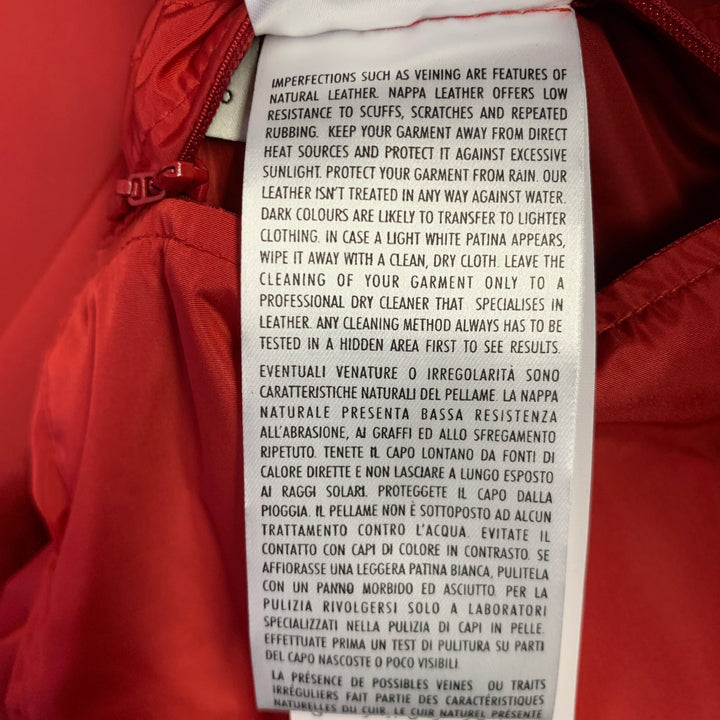 IMPERFECTIONS SUCH AS VEINING ARE FEATURES OF
NATURAL LEATHER. NAPPA LEATHER OFFERS LOW
RESISTANCE TO SCUFFS, SCRATCHES AND REPEATED
RUBBING. KEEP YOUR GARMENT AWAY FROM DIRECT
HEAT SOURCES AND PROTECT IT AGAINST EXCESSIVE
SUNLIGHT. PROTECT YOUR GARMENT FROM RAIN. OUR
LEATHER ISN'T TREATED IN ANY WAY AGAINST WATER.
DARK COLOURS ARE LIKELY TO TRANSFER TO LIGHTER
CLOTHING. IN CASE A LIGHT WHITE PATINA APPEARS,
WIPE IT AWAY WITH A CLEAN, DRY CLOTH. LEAVE THE
CLEANING OF YOUR GARMENT ONLY TO A
PROFESSIONAL DRY CLEANER THAT SPECIALISES IN
LEATHER. ANY CLEANING METHOD ALWAYS HAS TO BE
TESTED IN A HIDDEN AREA FIRST TO SEE RESULTS.
EVENTUALI VENATURE O IRREGOLARITÀ SONO
CARATTERISTICHE NATURALI DEL PELLAME. LA NAPPA
NATURALE PRESENTA BASSA RESISTENZA
ALL'ABRASIONE, AI GRAFFI ED ALLO SFREGAMENTO
RIPETUTO. TENETE IL CAPO LONTANO DA FONTI DI
CALORE DIRETTE E NON LASCIARE A LUNGO ESPOSTO
AI RAGGI SOLARI. PROTEGGETE IL CAPO DALLA
PIOGGIA. IL PELLAME NON È SOTTOPOSTO AD ALCUN
TRATTAMENTO CONTRO L'ACQUA. EVITATE IL
CONTATTO CON CAPI DI COLORE IN CONTRASTO. SE
AFFIORASSE UNA LEGGERA PATINA BIANCA, PULITELA
CON UN PANNO MORBIDO ED ASCIUTTO. PER LA
PULIZIA RIVOLGERSI SOLO A LABORATORI
SPECIALIZZATI NELLA PULIZIA DI CAPI IN PELLE.
EFFETTUATE PRIMA UN TEST DI PULITURA SU PARTI
DEL CAPO NASCOSTE O POCO VISIBILI.
LA PRÉSENCE DE POSSIBLES VEINES OU TRAITS
IRRÉGULIERS FAIT PARTIE DES CARACTÉRISTIQUES
NATURELLES DU CUIR. LE CUIR NATUREL PRÉSENTE